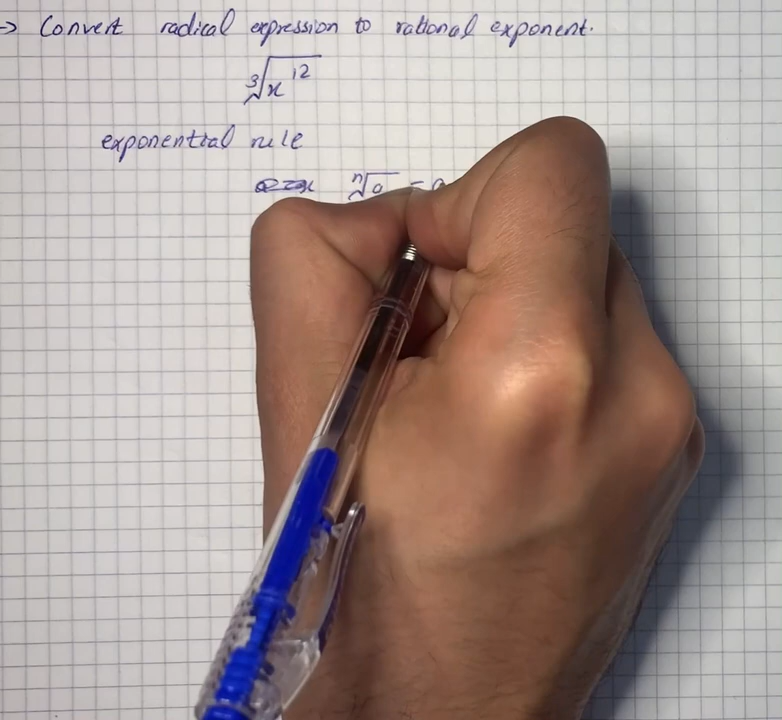 -> Convert radical expression to rational exponent.
∛x¹²
exponential rule
ⁿ√a = a